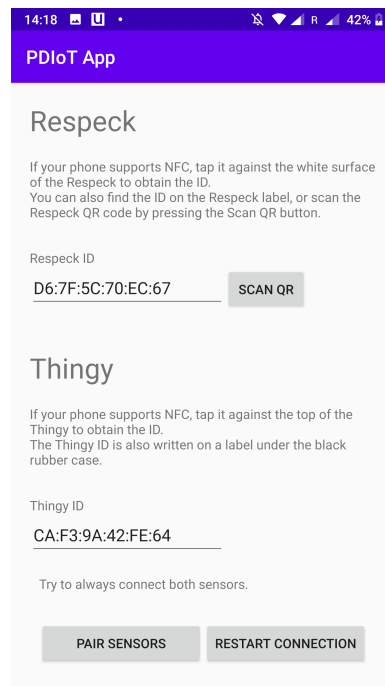 14:18 U R 42%
PDIoT App
Respeck
If your phone supports NFC, tap it against the white surface
of the Respeck to obtain the ID.
You can also find the ID on the Respeck label, or scan the
Respeck QR code by pressing the Scan QR button.
Respeck ID
D6:7F:5C:70:EC:67 SCAN QR
Thingy
If your phone supports NFC, tap it against the top of the
Thingy to obtain the ID.
The Thingy ID is also written on a label under the black
rubber case.
Thingy ID
CA:F3:9A:42:FE:64
Try to always connect both sensors.
PAIR SENSORS RESTART CONNECTION